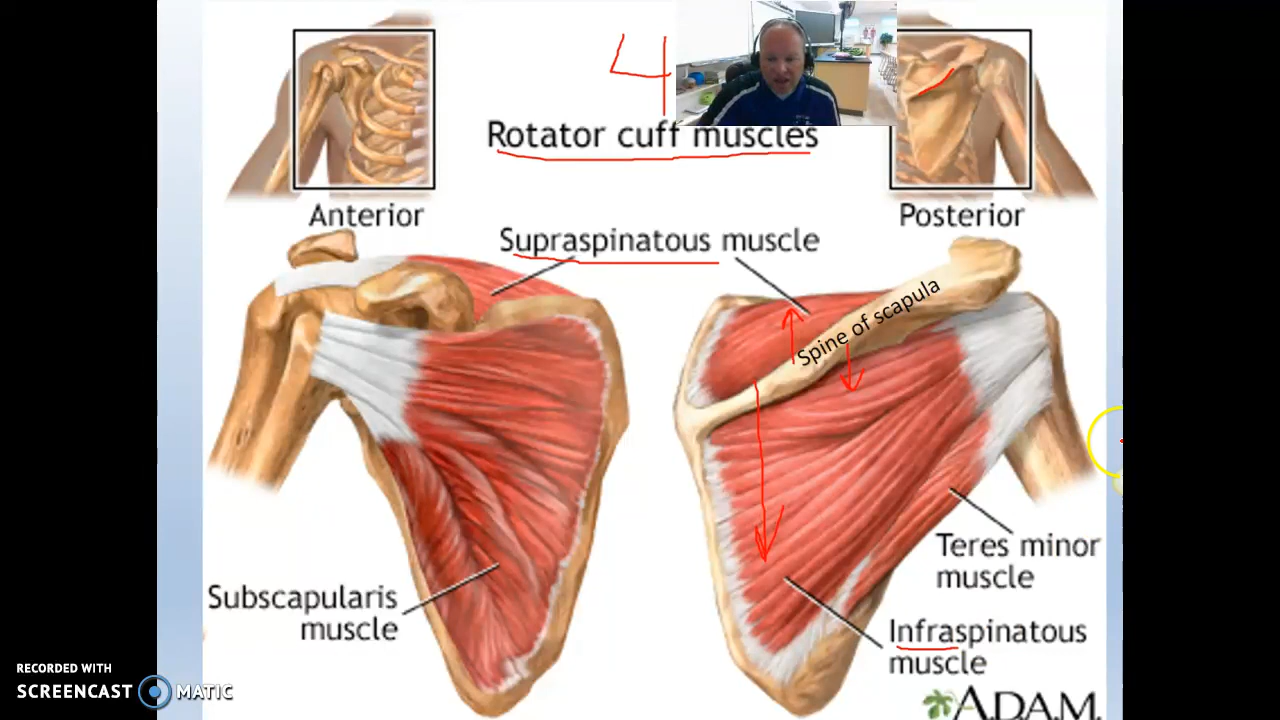 4
Rotator cuff muscles
Anterior
Posterior
Supraspinatous muscle
Spine of scapula
Subscapularis
muscle
Teres minor
muscle
Infraspinatous
muscle
A.D.A.M.
RECORDED WITH
SCREENCAST MATIC